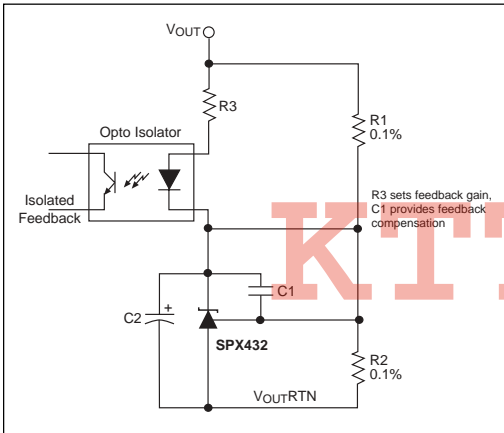 VOUT
R3
R1
0.1%
Opto Isolator
Isolated
Feedback
R3 sets feedback gain,
C1 provides feedback
compensation
KTT
C1
C2
+
SPX432
R2
0.1%
VOUTRTN